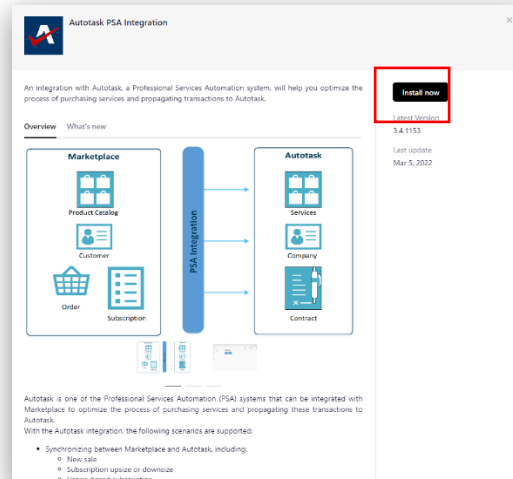 Autotask PSA Integration
×
An integration with Autotask, a Professional Services Automation system, will help you optimize the
process of purchasing services and propagating transactions to Autotask.
Install now
Latest Version
3.4.1153
Last update
Mar 5, 2022
Overview What's new
Marketplace
Product Catalog
Customer
Order
Subscription
PSA Integration
Autotask
Services
Company
Contract
Autotask is one of the Professional Services Automation (PSA) systems that can be integrated with
Marketplace to optimize the process of purchasing services and propagating these transactions to
Autotask.
With the Autotask integration, the following scenarios are supported:
• Synchronizing between Marketplace and Autotask, including:
○ New sale
○ Subscription upsize or downsize
○ Usage-based subscription